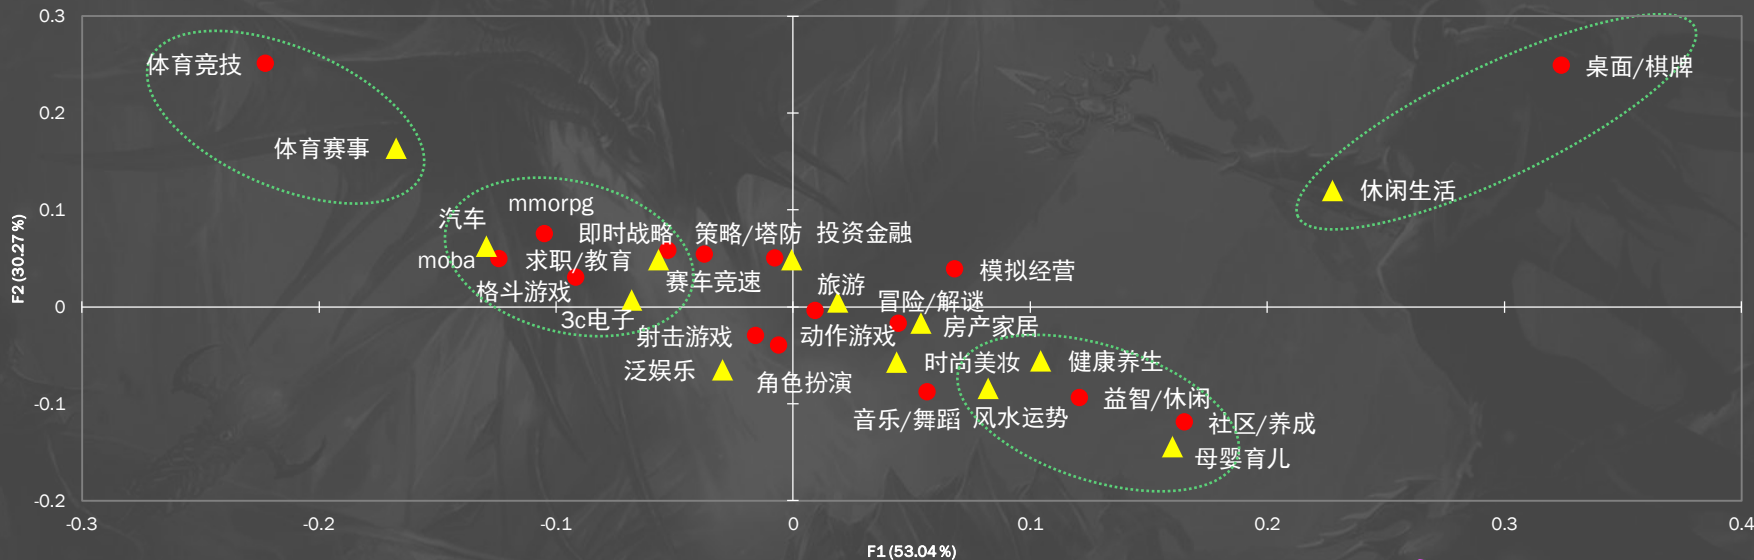 0.3
体育竞技
桌面/棋牌
0.2
体育赛事
休闲生活
0.1
mmorpg
汽车
即时战略
策略/塔防
投资金融
moba
求职/教育
赛车竞速
模拟经营
格斗游戏
旅游
冒险/解谜
0
3c电子
射击游戏
动作游戏
房产家居
泛娱乐
角色扮演
时尚美妆
健康养生
-0.1
益智/休闲
音乐/舞蹈
风水运势
社区/养成
母婴育儿
-0.2
-0.3
-0.2
-0.1
0
0.1
0.2
0.3
0.4
F2 (30.27 %)
F1 (53.04 %)